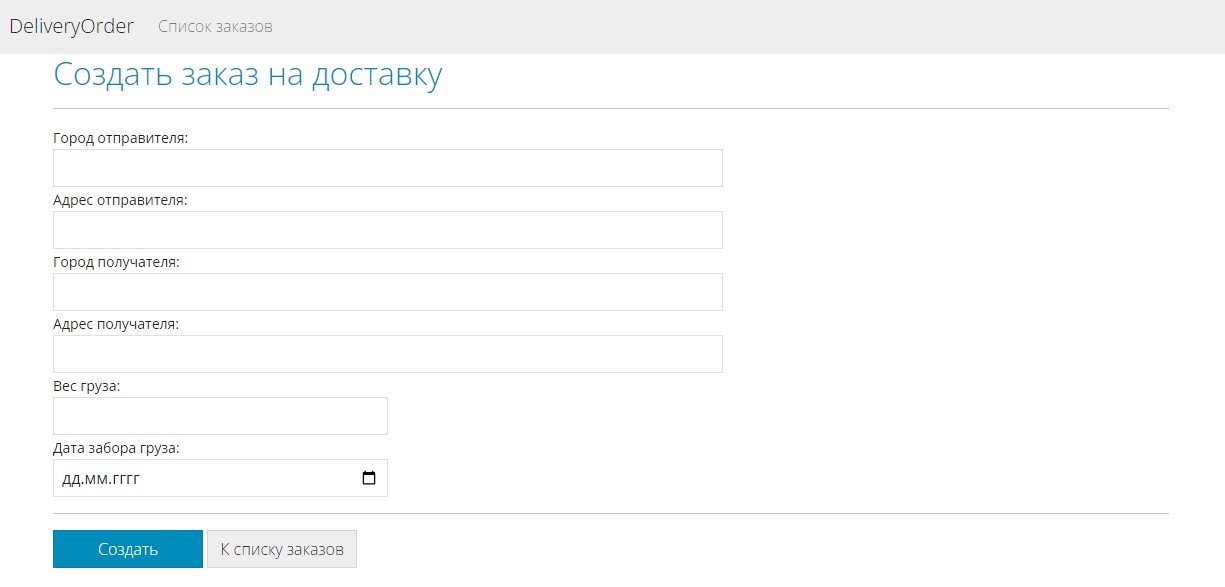 DeliveryOrder Список заказов
Создать заказ на доставку
Город отправителя:
Адрес отправителя:
Город получателя:
Адрес получателя:
Вес груза:
Дата забора груза:
дд.мм.гггг
Создать К списку заказов